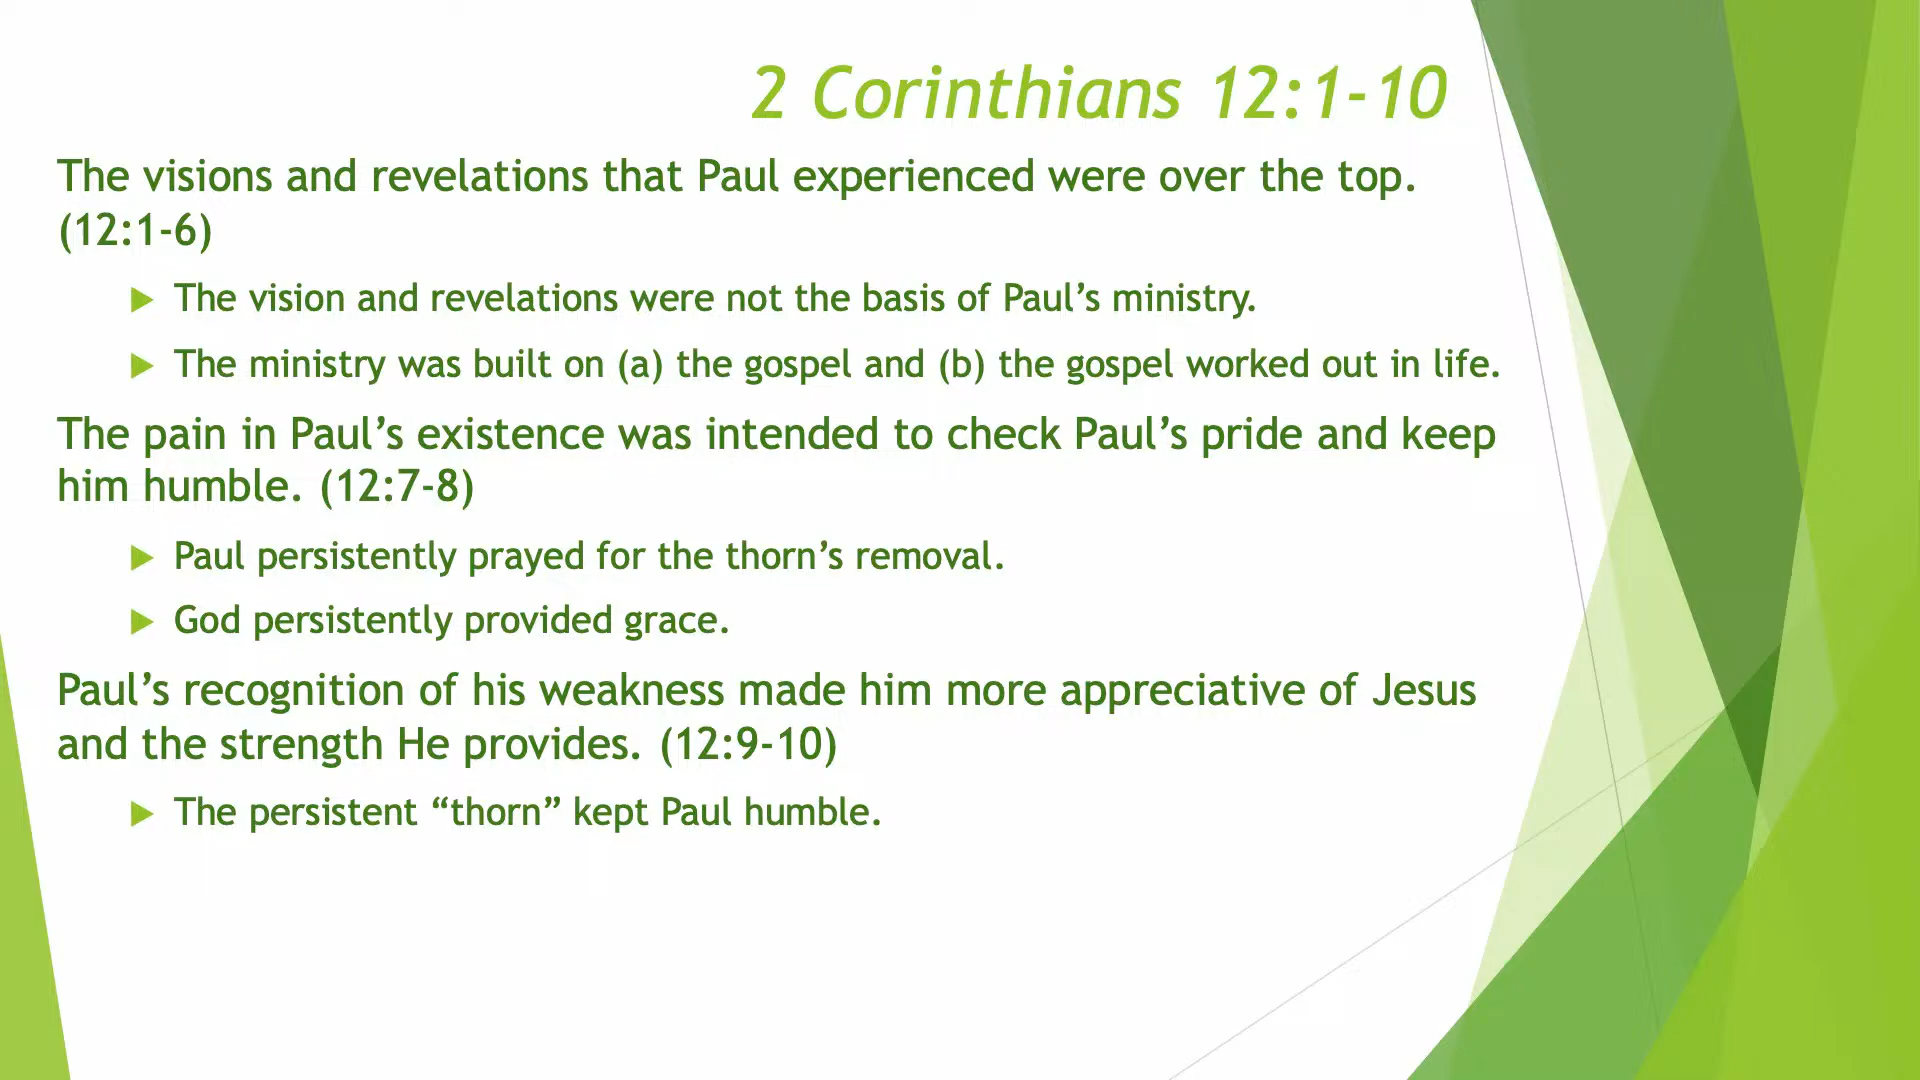 2 Corinthians 12:1-10
The visions and revelations that Paul experienced were over the top.
(12:1-6)
▶ The vision and revelations were not the basis of Paul’s ministry.
▶ The ministry was built on (a) the gospel and (b) the gospel worked out in life.
The pain in Paul’s existence was intended to check Paul’s pride and keep
him humble. (12:7-8)
▶ Paul persistently prayed for the thorn’s removal.
▶ God persistently provided grace.
Paul’s recognition of his weakness made him more appreciative of Jesus
and the strength He provides. (12:9-10)
▶ The persistent “thorn” kept Paul humble.